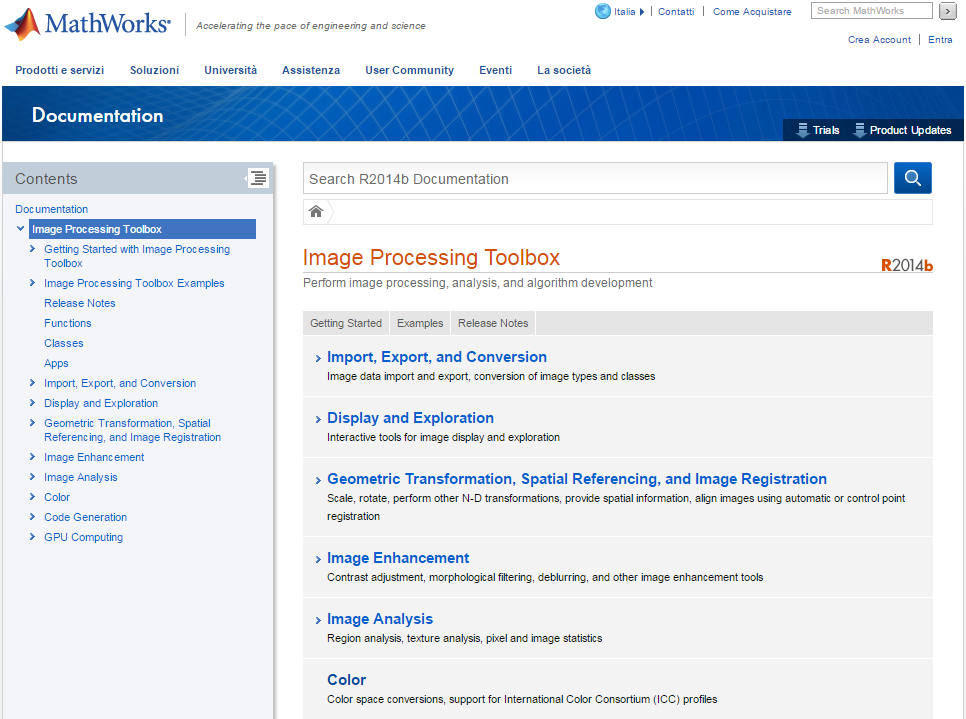 MathWorks®
Accelerating the pace of engineering and science
Italia
Contatti
Come Acquistare
Search MathWorks
Crea Account
Entra
Prodotti e servizi
Soluzioni
Università
Assistenza
User Community
Eventi
La società
Documentation
Trials
Product Updates
Contents
Documentation
Image Processing Toolbox
Getting Started with Image Processing
Toolbox
Image Processing Toolbox Examples
Release Notes
Functions
Classes
Apps
Import, Export, and Conversion
Display and Exploration
Geometric Transformation, Spatial
Referencing, and Image Registration
Image Enhancement
Image Analysis
Color
Code Generation
GPU Computing
Search R2014b Documentation
Image Processing Toolbox
R2014b
Perform image processing, analysis, and algorithm development
Getting Started
Examples
Release Notes
Import, Export, and Conversion
Image data import and export, conversion of image types and classes
Display and Exploration
Interactive tools for image display and exploration
Geometric Transformation, Spatial Referencing, and Image Registration
Scale, rotate, perform other N-D transformations, provide spatial information, align images using automatic or control point
registration
Image Enhancement
Contrast adjustment, morphological filtering, deblurring, and other image enhancement tools
Image Analysis
Region analysis, texture analysis, pixel and image statistics
Color
Color space conversions, support for International Color Consortium (ICC) profiles